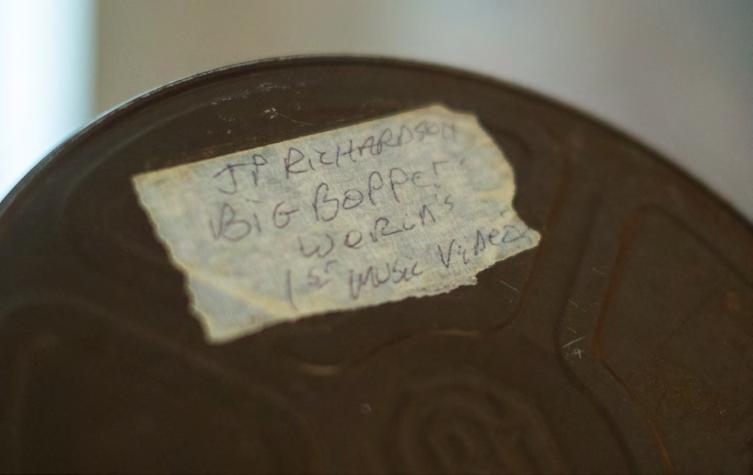 JP RICHARDSON
BiG BoPPer
WORLd's
1st MUSic Video